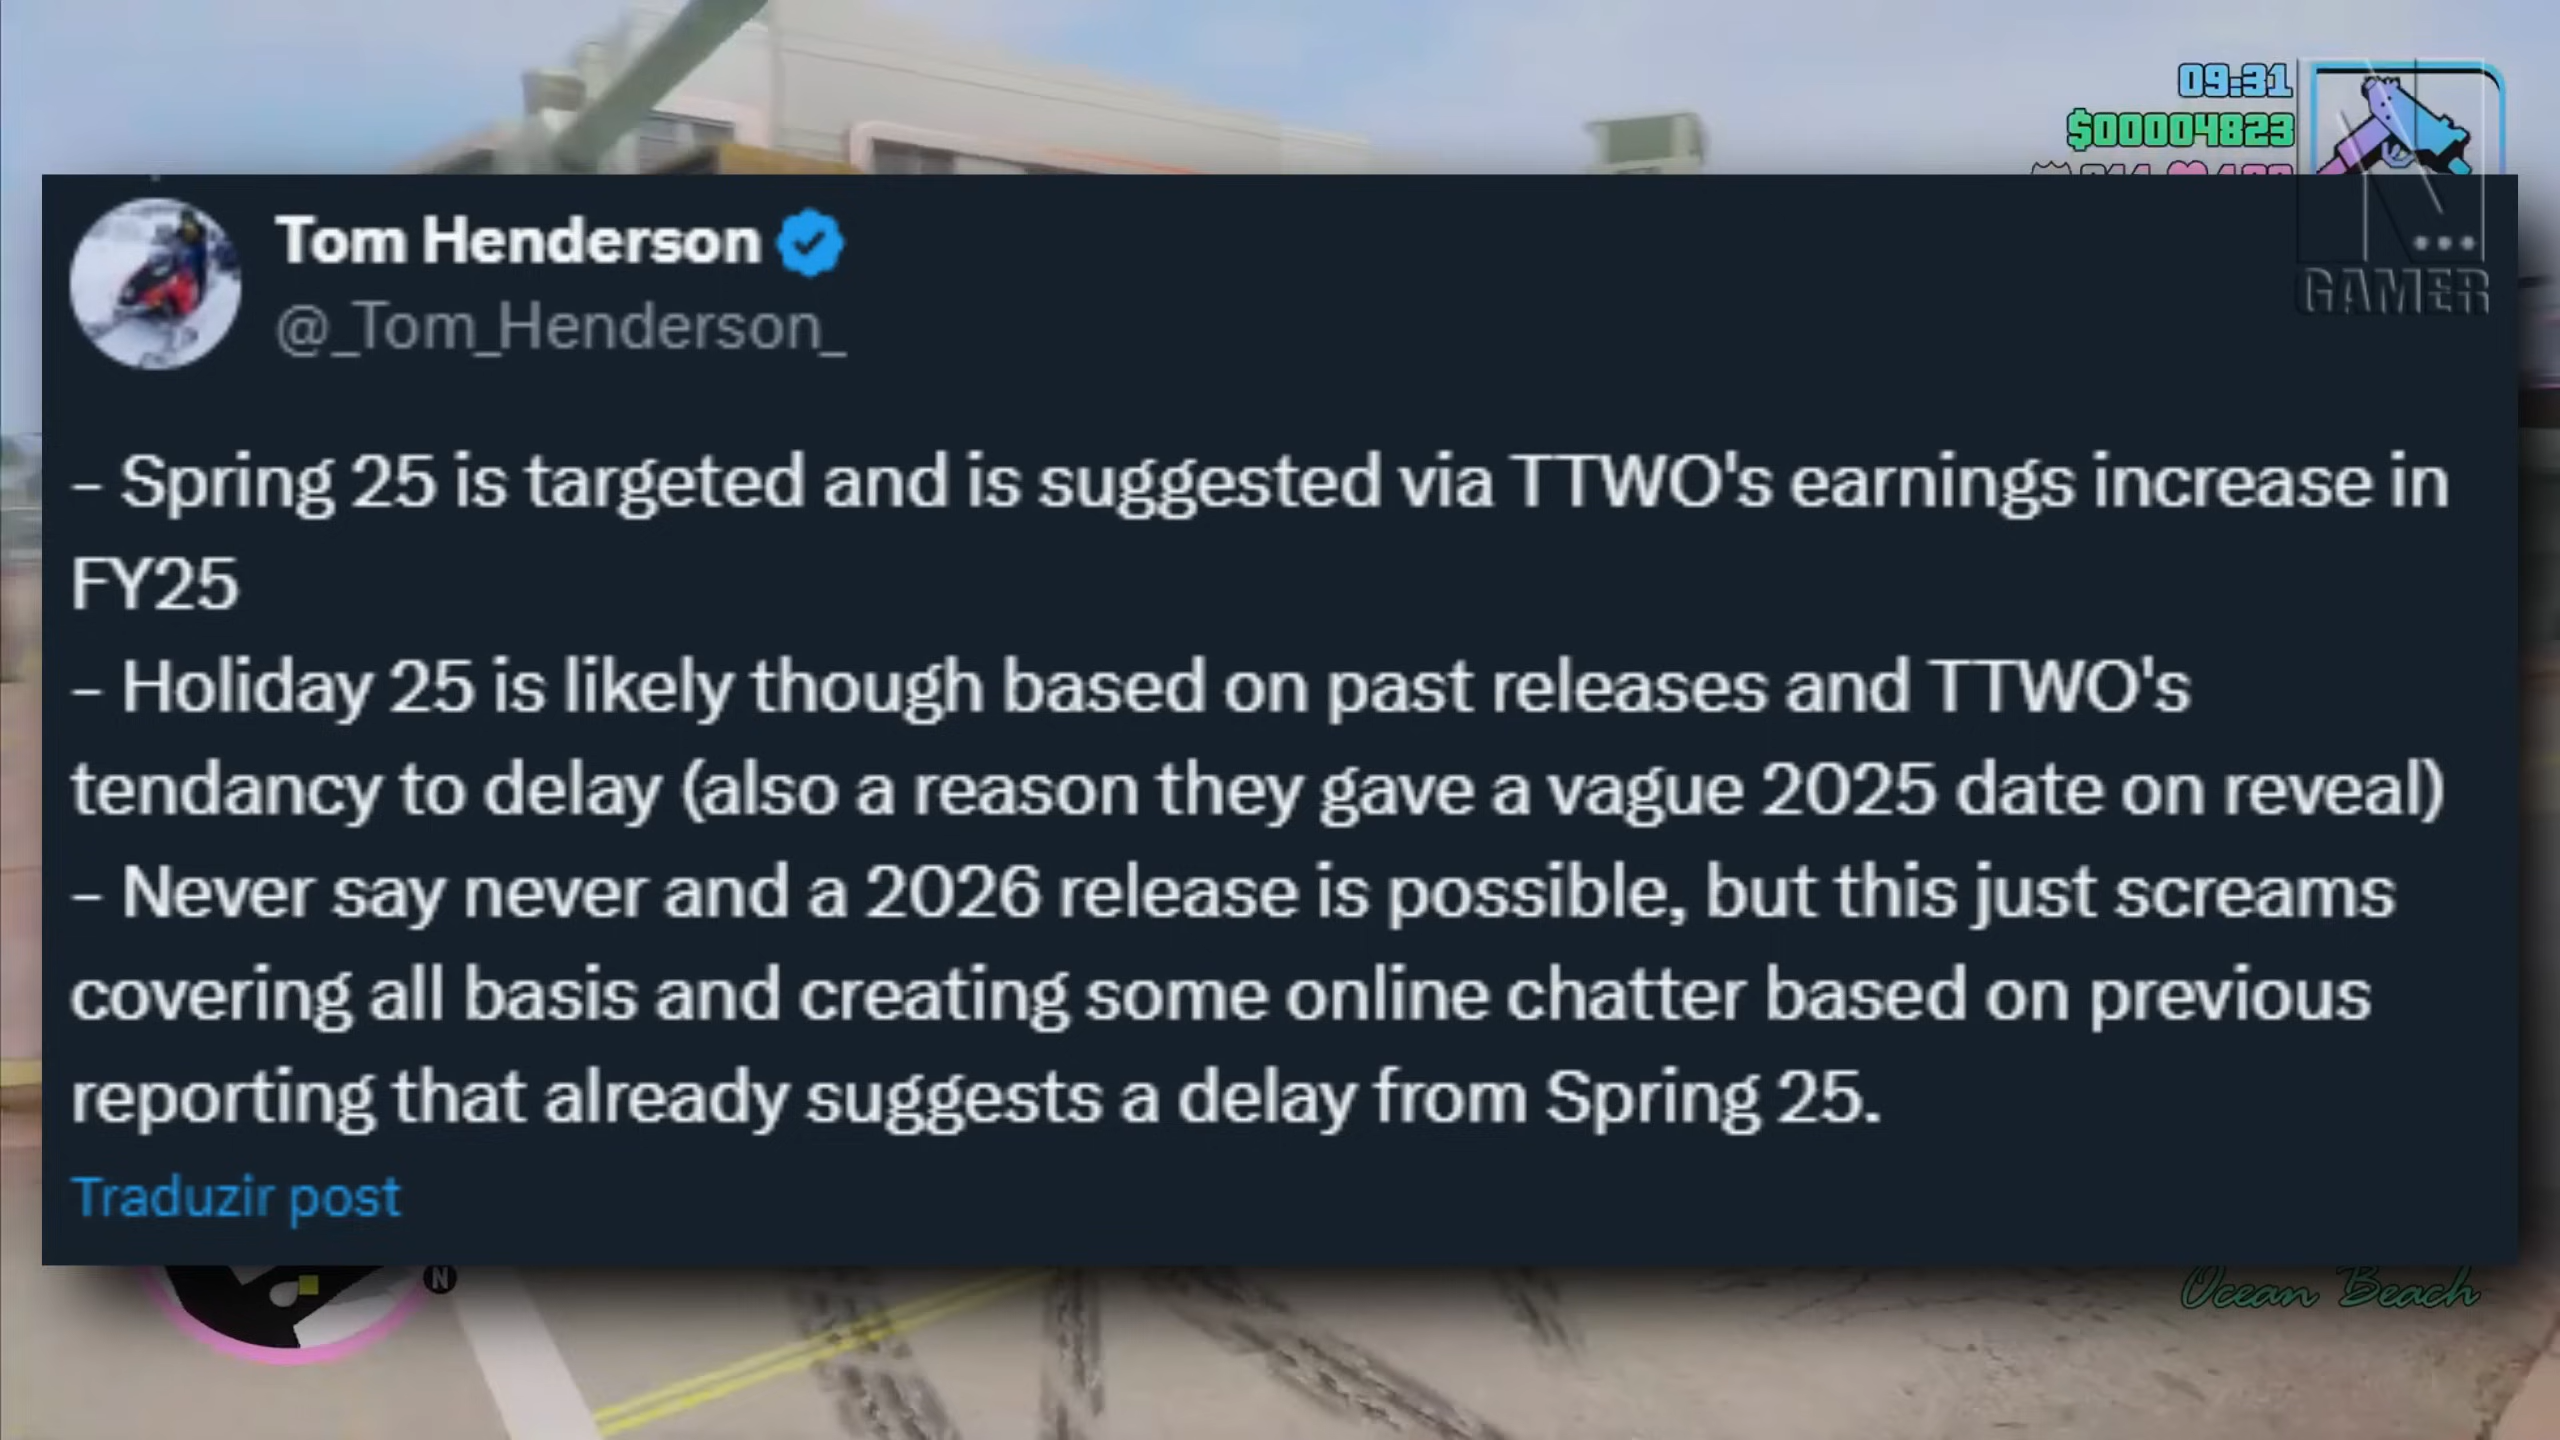 09:31
$00004823
N...
GAMER
Tom Henderson
@_Tom_Henderson_
- Spring 25 is targeted and is suggested via TTWO's earnings increase in
FY25
- Holiday 25 is likely though based on past releases and TTWO's
tendancy to delay (also a reason they gave a vague 2025 date on reveal)
- Never say never and a 2026 release is possible, but this just screams
covering all basis and creating some online chatter based on previous
reporting that already suggests a delay from Spring 25.
Traduzir post
N
Ocean Beach